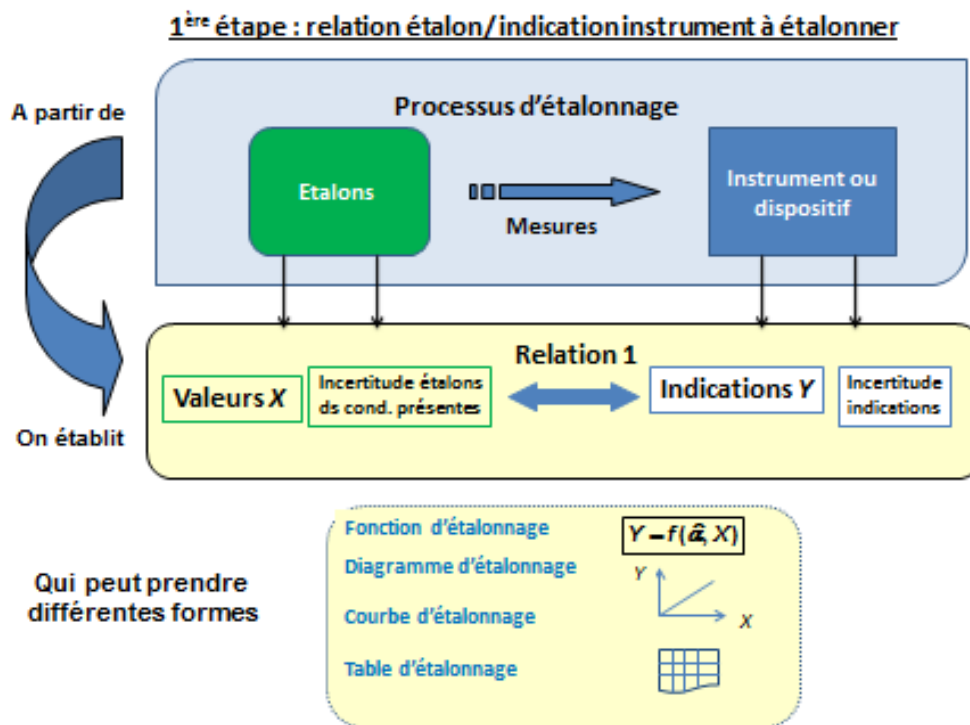 1ère étape : relation étalon/indication instrument à étalonner
A partir de
Processus d'étalonnage
Etalons
Mesures
Instrument ou
dispositif
Relation 1
Valeurs X
Incertitude étalons
ds cond. présentes
Indications Y
Incertitude
indications
On établit
Qui peut prendre
différentes formes
Fonction d'étalonnage
Y = f(â, X)
Diagramme d'étalonnage
Y
X
Courbe d'étalonnage
Table d'étalonnage